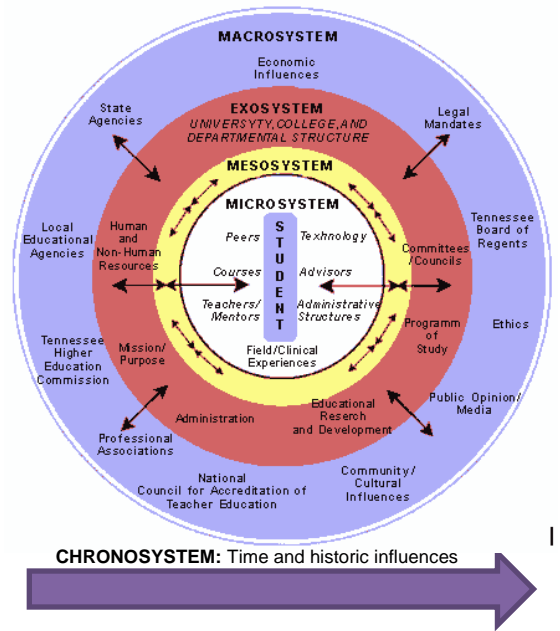 MACROSYSTEM
Economic
Influences
State
Agencies
EXOSYSTEM
UNIVERSYTY, COLLEGE, AND
DEPARTMENTAL STRUCTURE
Legal
Mandates
MESOSYSTEM
MICROSYSTEM
Local
Educational
Agencies
Human
and
Non-Human
Resources
Peers
Courses
Teachers/
Mentors
STUDENT
Texhnology
Advisors
Administrative
Structures
Field/Clinical
Experiences
Committees
/Councils
Tennessee
Board of
Regents
Programm
of
Study
Ethics
Tennessee
Higher
Education
Commission
Mission/
Purpose
Administration
Educational
Reserch
and Development
Public Opinion/
Media
Professional
Associations
National
Council for Accreditation of
Teacher Education
Community/
Cultural
Influences
CHRONOSYSTEM: Time and historic influences